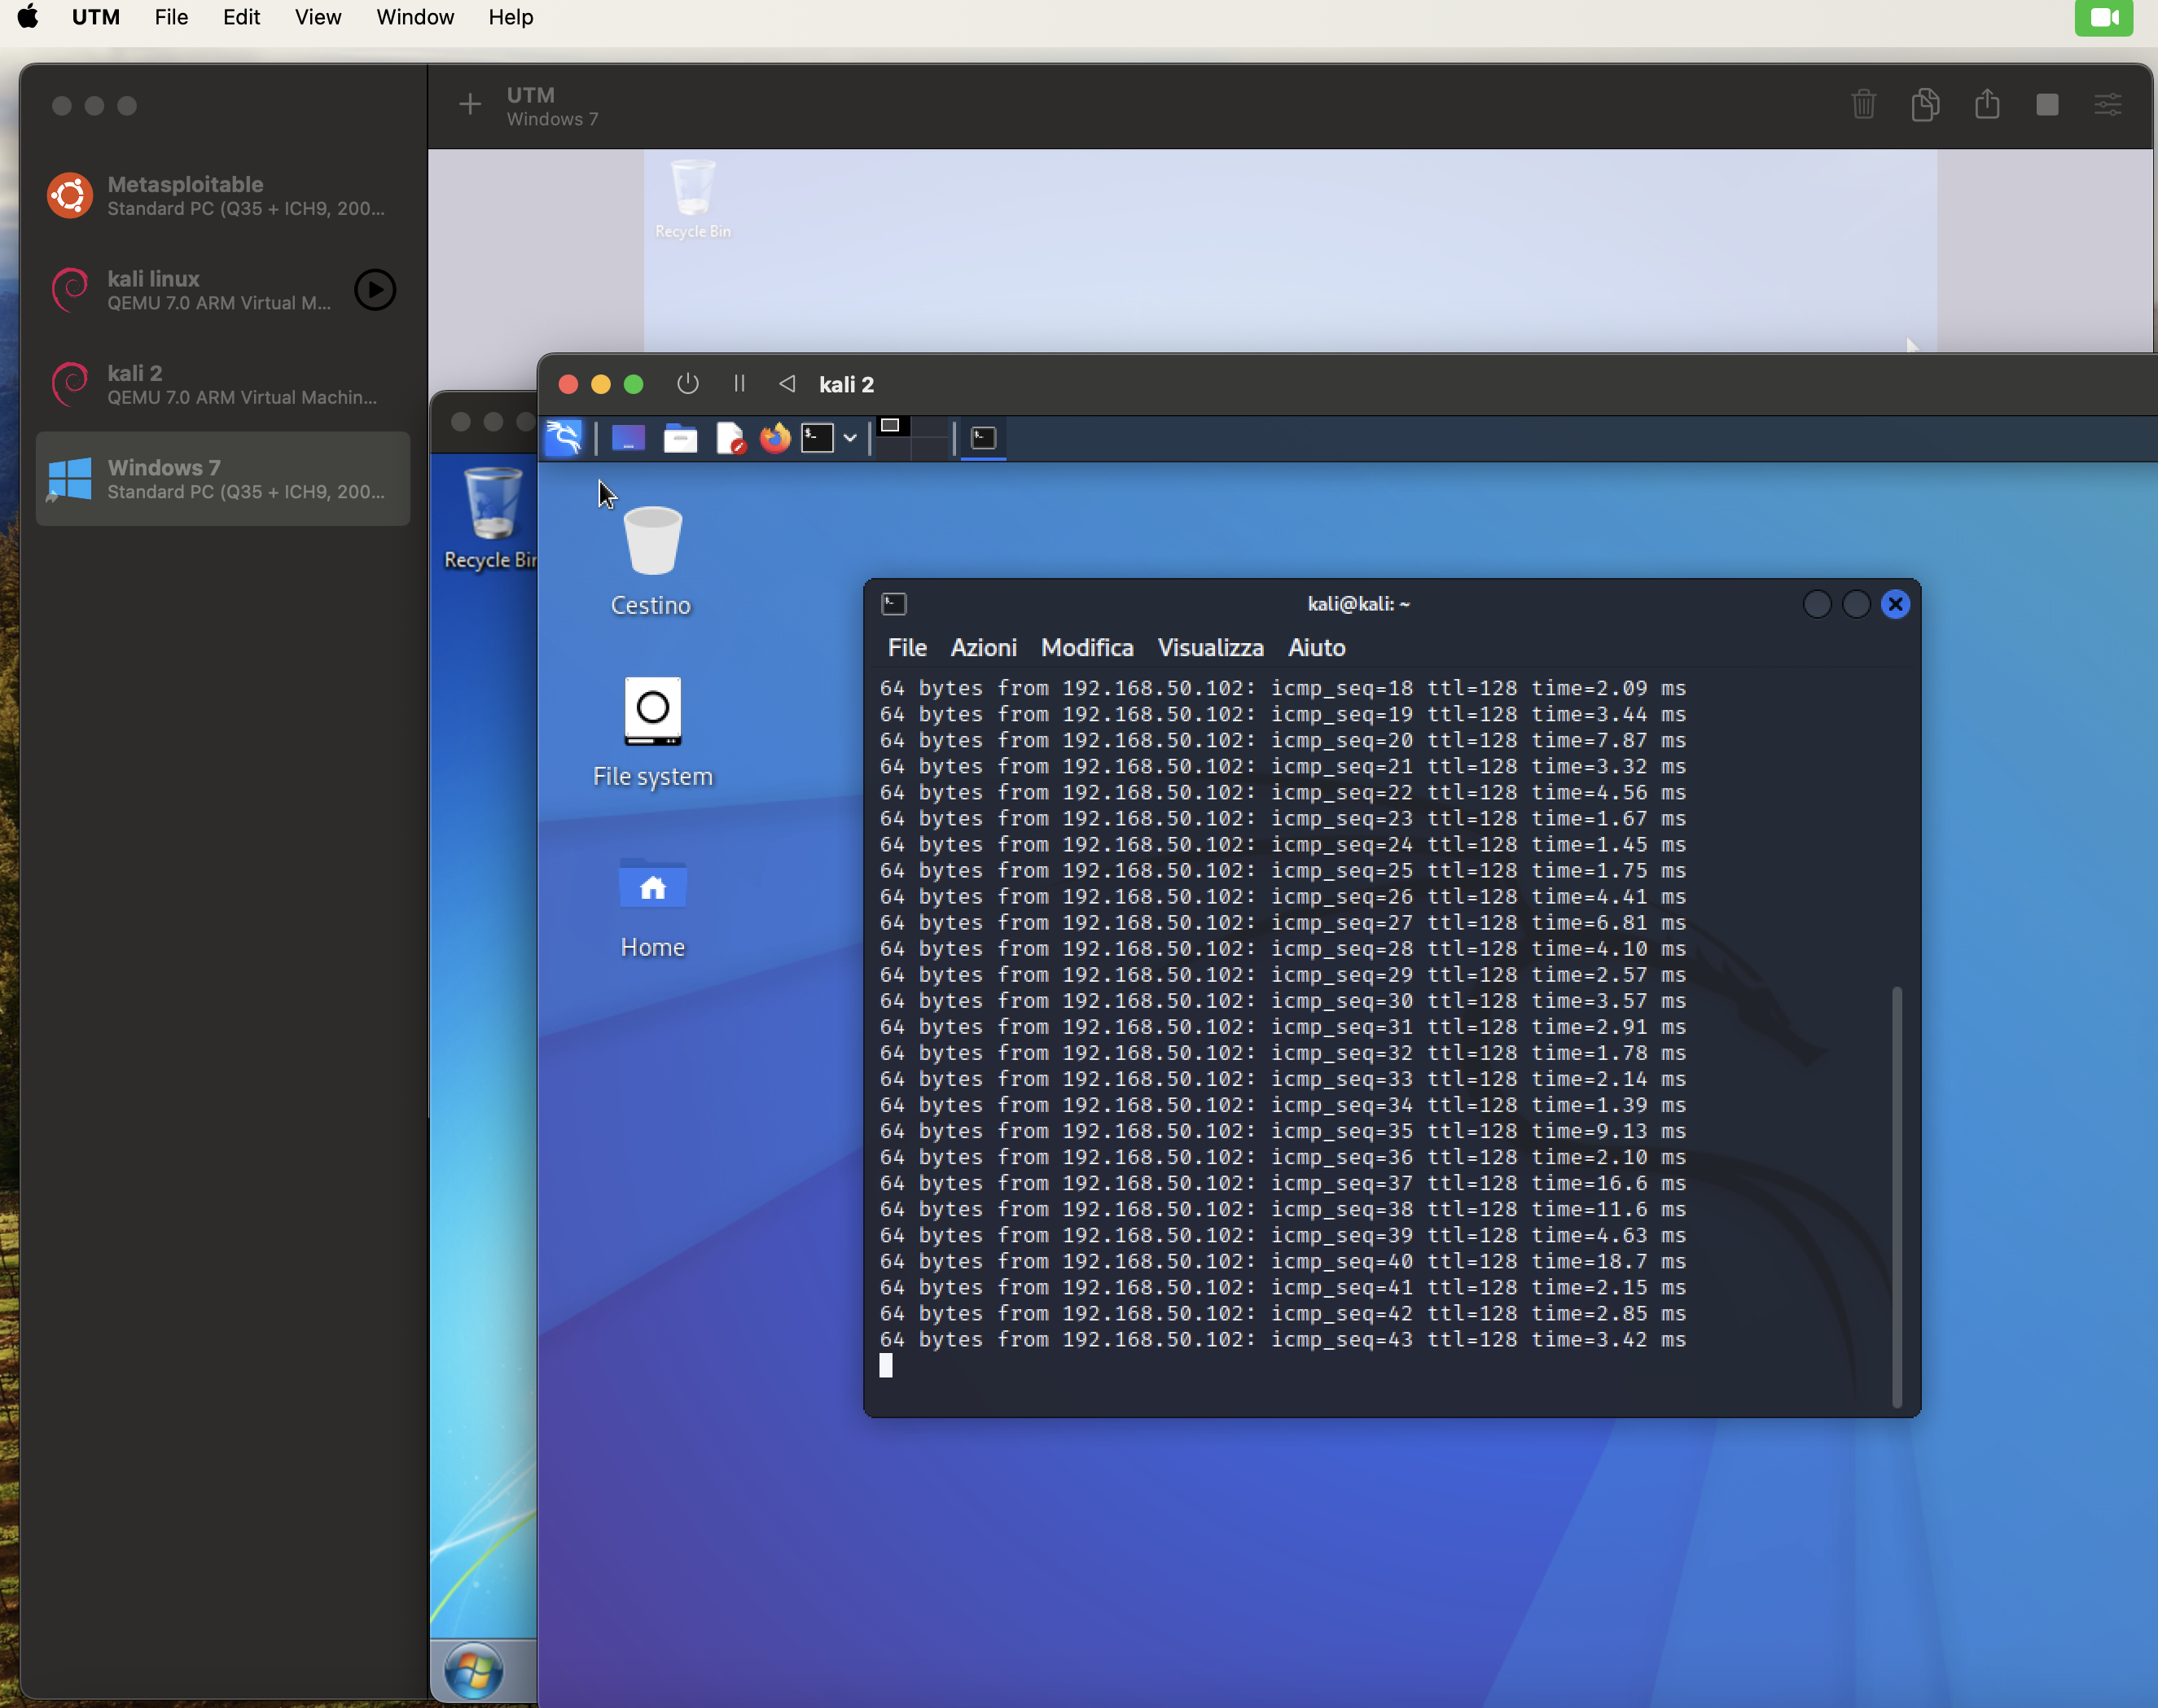 UTM File Edit View Window Help
UTM
Windows 7
Metasploitable
Standard PC (Q35 + ICH9, 200...
kali linux
QEMU 7.0 ARM Virtual M...
kali 2
QEMU 7.0 ARM Virtual Machin...
Windows 7
Standard PC (Q35 + ICH9, 200...
Recycle Bin
kali 2
Recycle Bin
Cestino
File system
Home
kali@kali: ~
File Azioni Modifica Visualizza Aiuto
64 bytes from 192.168.50.102: icmp_seq=18 ttl=128 time=2.09 ms
64 bytes from 192.168.50.102: icmp_seq=19 ttl=128 time=3.44 ms
64 bytes from 192.168.50.102: icmp_seq=20 ttl=128 time=7.87 ms
64 bytes from 192.168.50.102: icmp_seq=21 ttl=128 time=3.32 ms
64 bytes from 192.168.50.102: icmp_seq=22 ttl=128 time=4.56 ms
64 bytes from 192.168.50.102: icmp_seq=23 ttl=128 time=1.67 ms
64 bytes from 192.168.50.102: icmp_seq=24 ttl=128 time=1.45 ms
64 bytes from 192.168.50.102: icmp_seq=25 ttl=128 time=1.75 ms
64 bytes from 192.168.50.102: icmp_seq=26 ttl=128 time=4.41 ms
64 bytes from 192.168.50.102: icmp_seq=27 ttl=128 time=6.81 ms
64 bytes from 192.168.50.102: icmp_seq=28 ttl=128 time=4.10 ms
64 bytes from 192.168.50.102: icmp_seq=29 ttl=128 time=2.57 ms
64 bytes from 192.168.50.102: icmp_seq=30 ttl=128 time=3.57 ms
64 bytes from 192.168.50.102: icmp_seq=31 ttl=128 time=2.91 ms
64 bytes from 192.168.50.102: icmp_seq=32 ttl=128 time=1.78 ms
64 bytes from 192.168.50.102: icmp_seq=33 ttl=128 time=2.14 ms
64 bytes from 192.168.50.102: icmp_seq=34 ttl=128 time=1.39 ms
64 bytes from 192.168.50.102: icmp_seq=35 ttl=128 time=9.13 ms
64 bytes from 192.168.50.102: icmp_seq=36 ttl=128 time=2.10 ms
64 bytes from 192.168.50.102: icmp_seq=37 ttl=128 time=16.6 ms
64 bytes from 192.168.50.102: icmp_seq=38 ttl=128 time=11.6 ms
64 bytes from 192.168.50.102: icmp_seq=39 ttl=128 time=4.63 ms
64 bytes from 192.168.50.102: icmp_seq=40 ttl=128 time=18.7 ms
64 bytes from 192.168.50.102: icmp_seq=41 ttl=128 time=2.15 ms
64 bytes from 192.168.50.102: icmp_seq=42 ttl=128 time=2.85 ms
64 bytes from 192.168.50.102: icmp_seq=43 ttl=128 time=3.42 ms